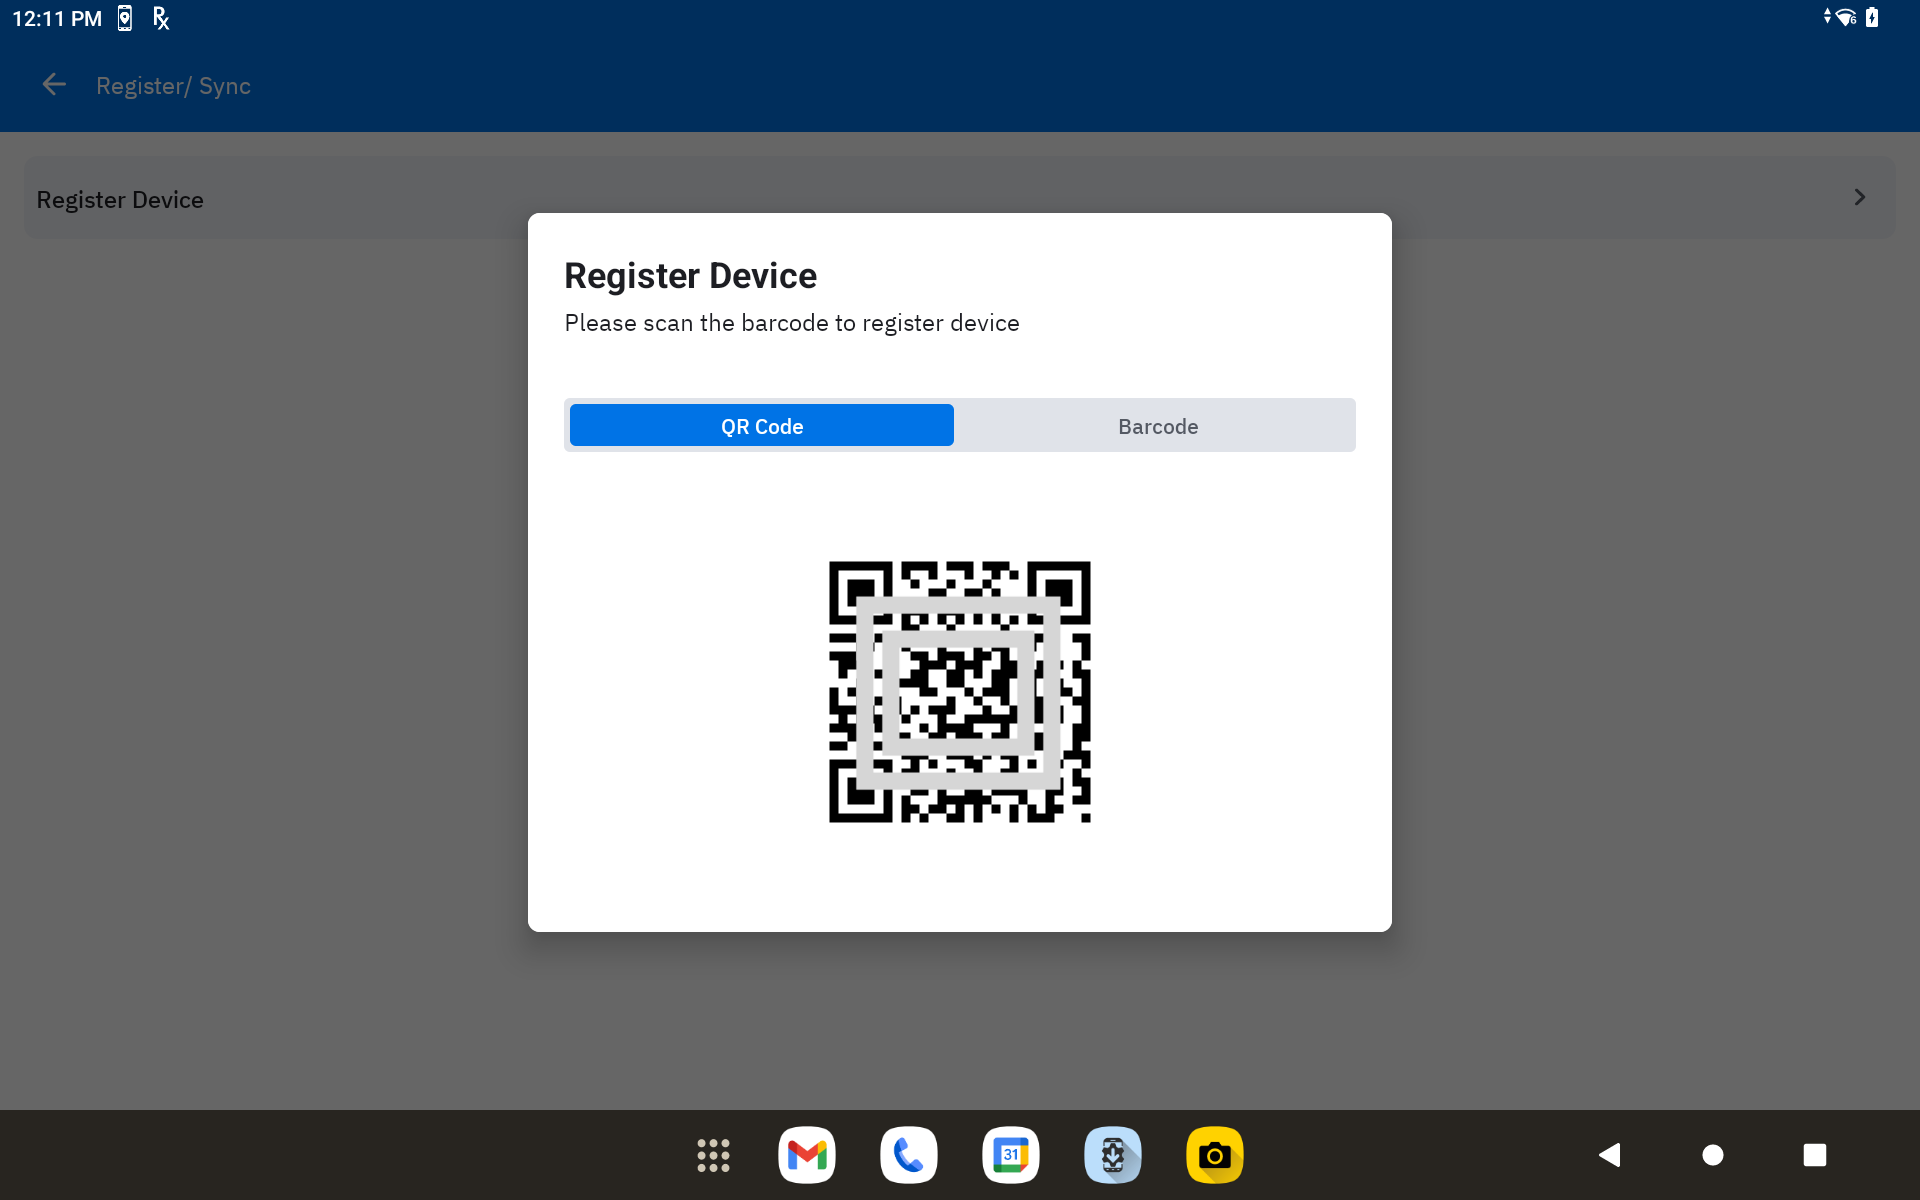 12:11 PM
Register/ Sync
Register Device
Register Device
Please scan the barcode to register device
QR Code
Barcode
31